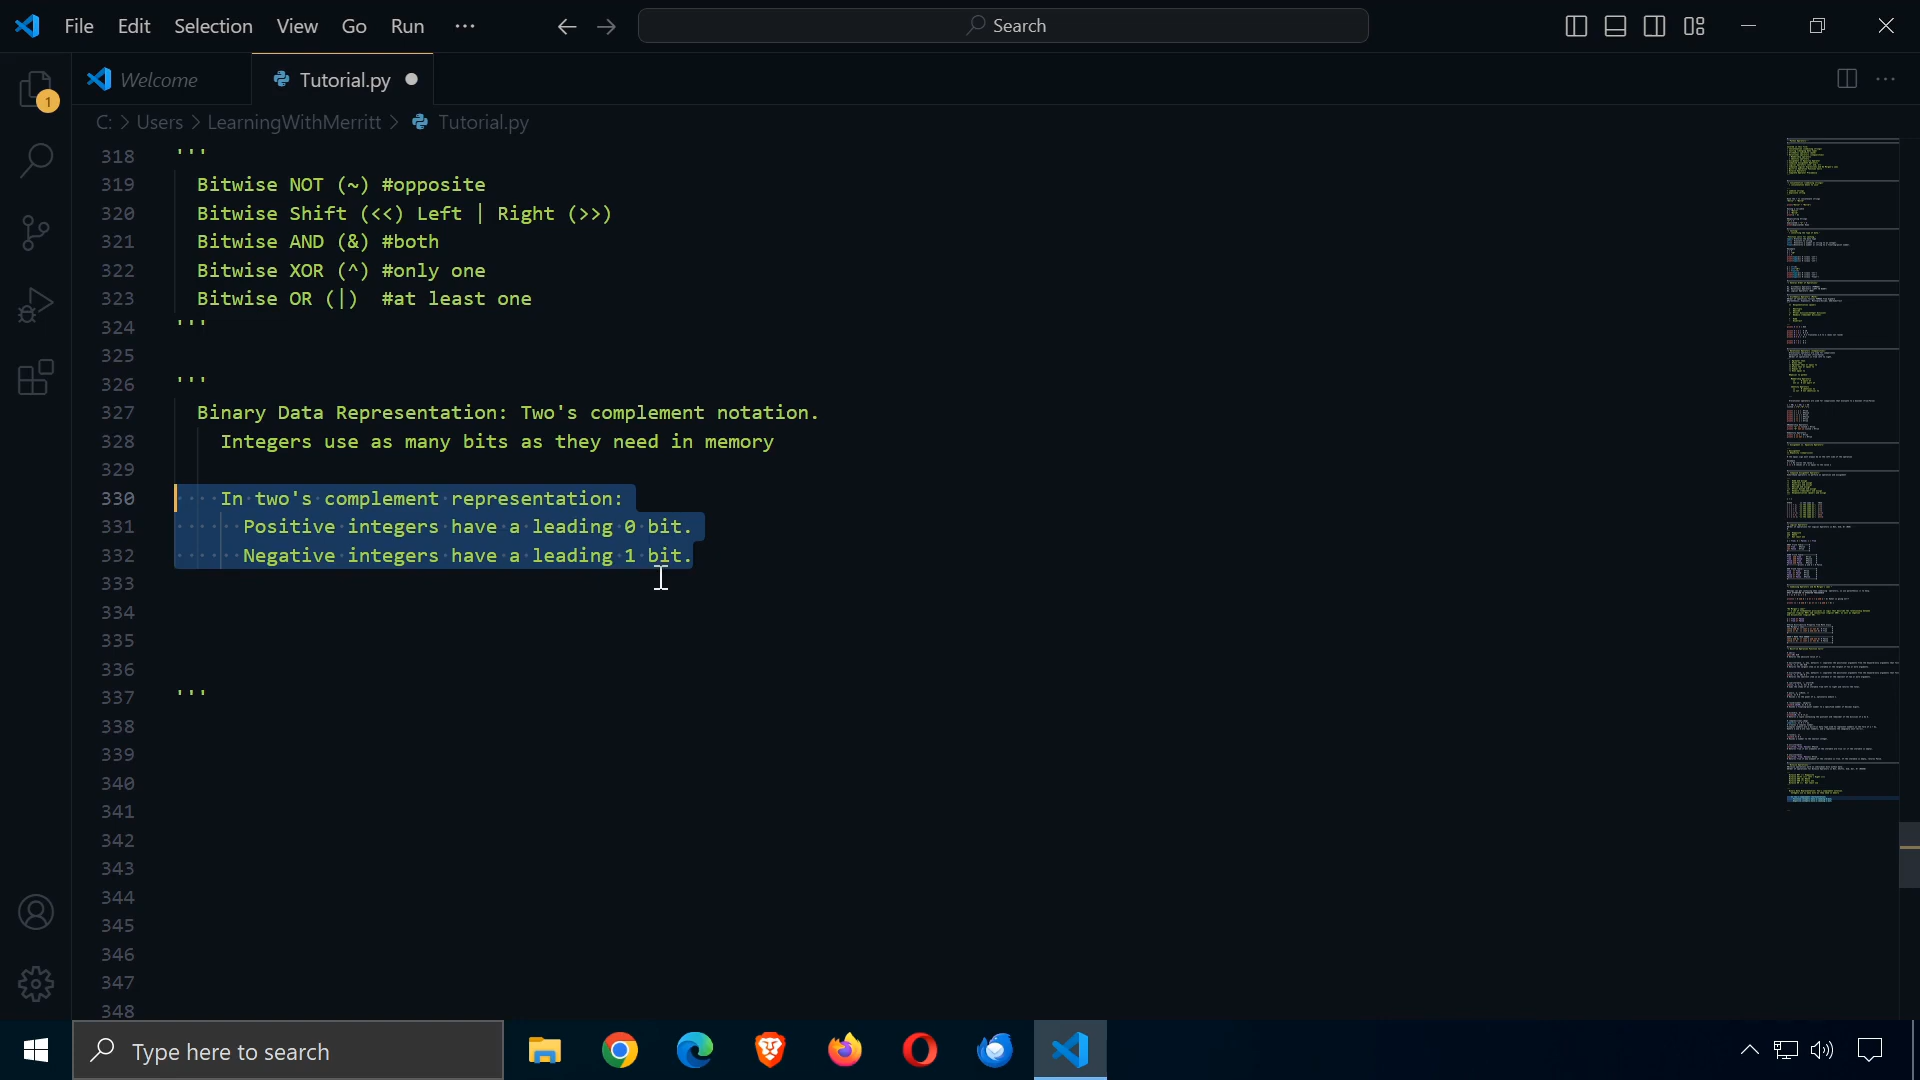 File Edit Selection View Go Run ··· Search
Welcome Tutorial.py
C: > Users > LearningWithMerritt > Tutorial.py
1
318 '''
319 Bitwise NOT (~) #opposite
320 Bitwise Shift (<<) Left | Right (>>)
321 Bitwise AND (&) #both
322 Bitwise XOR (^) #only one
323 Bitwise OR (|)  #at least one
324 '''
325
326 '''
327 Binary Data Representation: Two's complement notation.
328 Integers use as many bits as they need in memory
329
330 In two's complement representation:
331 Positive integers have a leading 0 bit.
332 Negative integers have a leading 1 bit.
333
334
335
336
337 '''
338
339
340
341
342
343
344
345
346
347
348
Type here to search